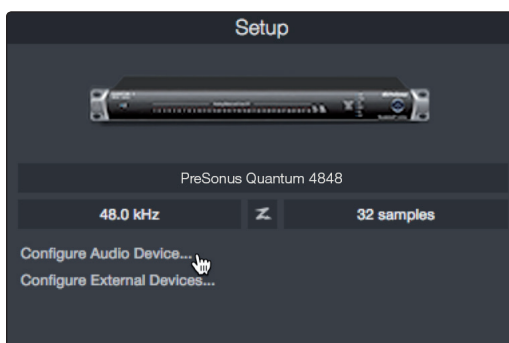 Setup
PreSonus Quantum 4848
48.0 kHz
32 samples
Configure Audio Device...
Configure External Devices...